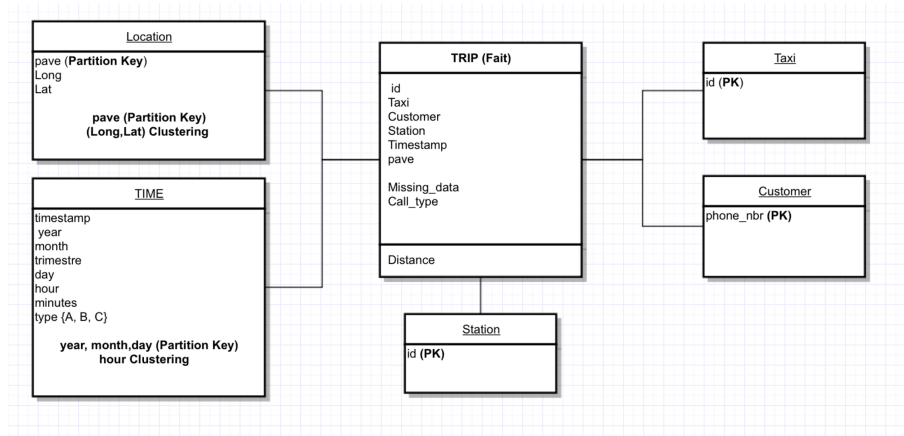 Location
pave (Partition Key)
Long
Lat
pave (Partition Key)
(Long,Lat) Clustering
TIME
timestamp
year
month
trimestre
day
hour
minutes
type {A, B, C}
year, month,day (Partition Key)
hour Clustering
TRIP (Fait)
id
Taxi
Customer
Station
Timestamp
pave
Missing_data
Call_type
Distance
Station
id (PK)
Taxi
id (PK)
Customer
phone_nbr (PK)